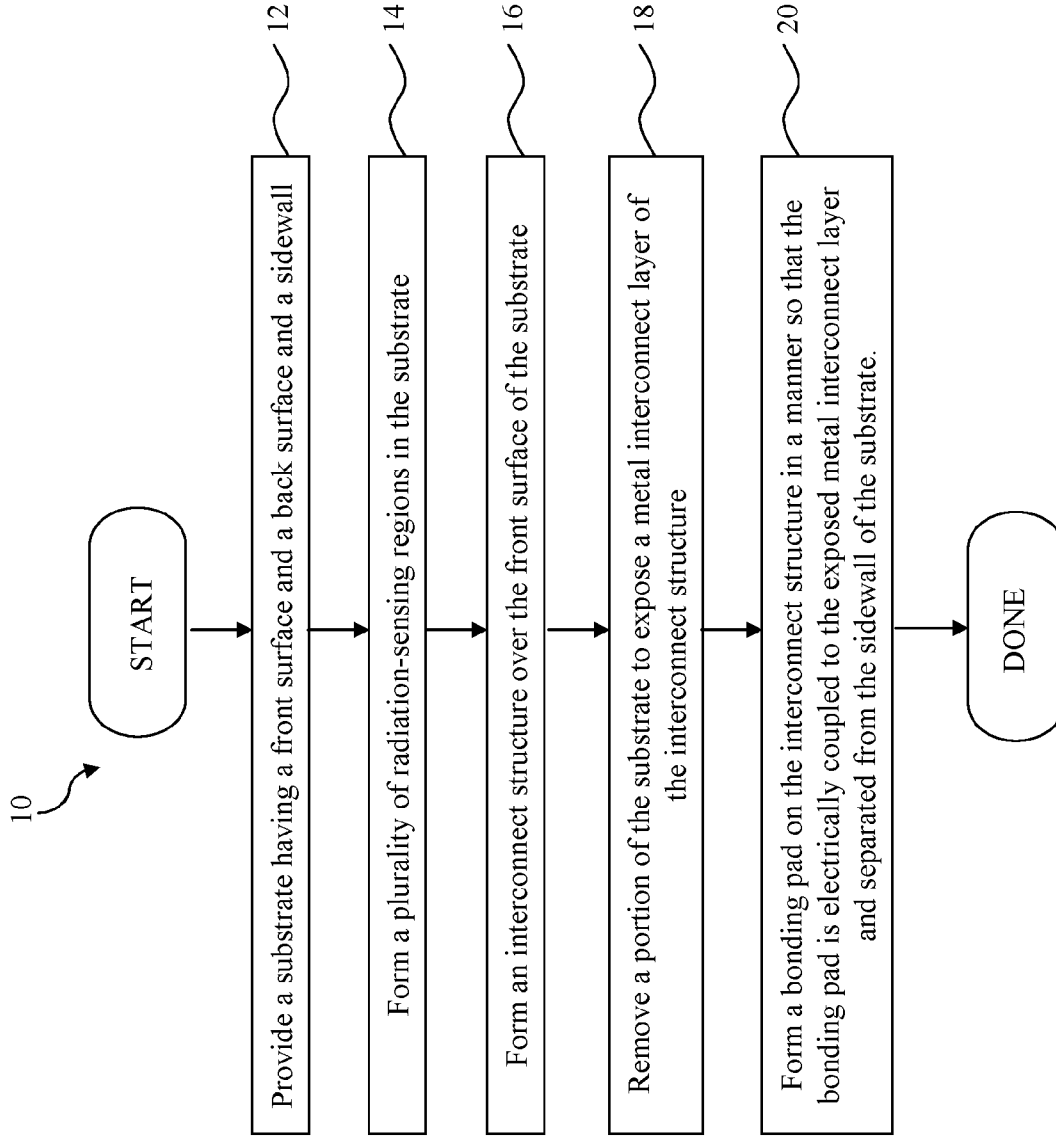 10
START
Provide a substrate having a front surface and a back surface and a sidewall
12
Form a plurality of radiation-sensing regions in the substrate
14
Form an interconnect structure over the front surface of the substrate
16
Remove a portion of the substrate to expose a metal interconnect layer of
the interconnect structure
18
Form a bonding pad on the interconnect structure in a manner so that the
bonding pad is electrically coupled to the exposed metal interconnect layer
and separated from the sidewall of the substrate.
20
DONE